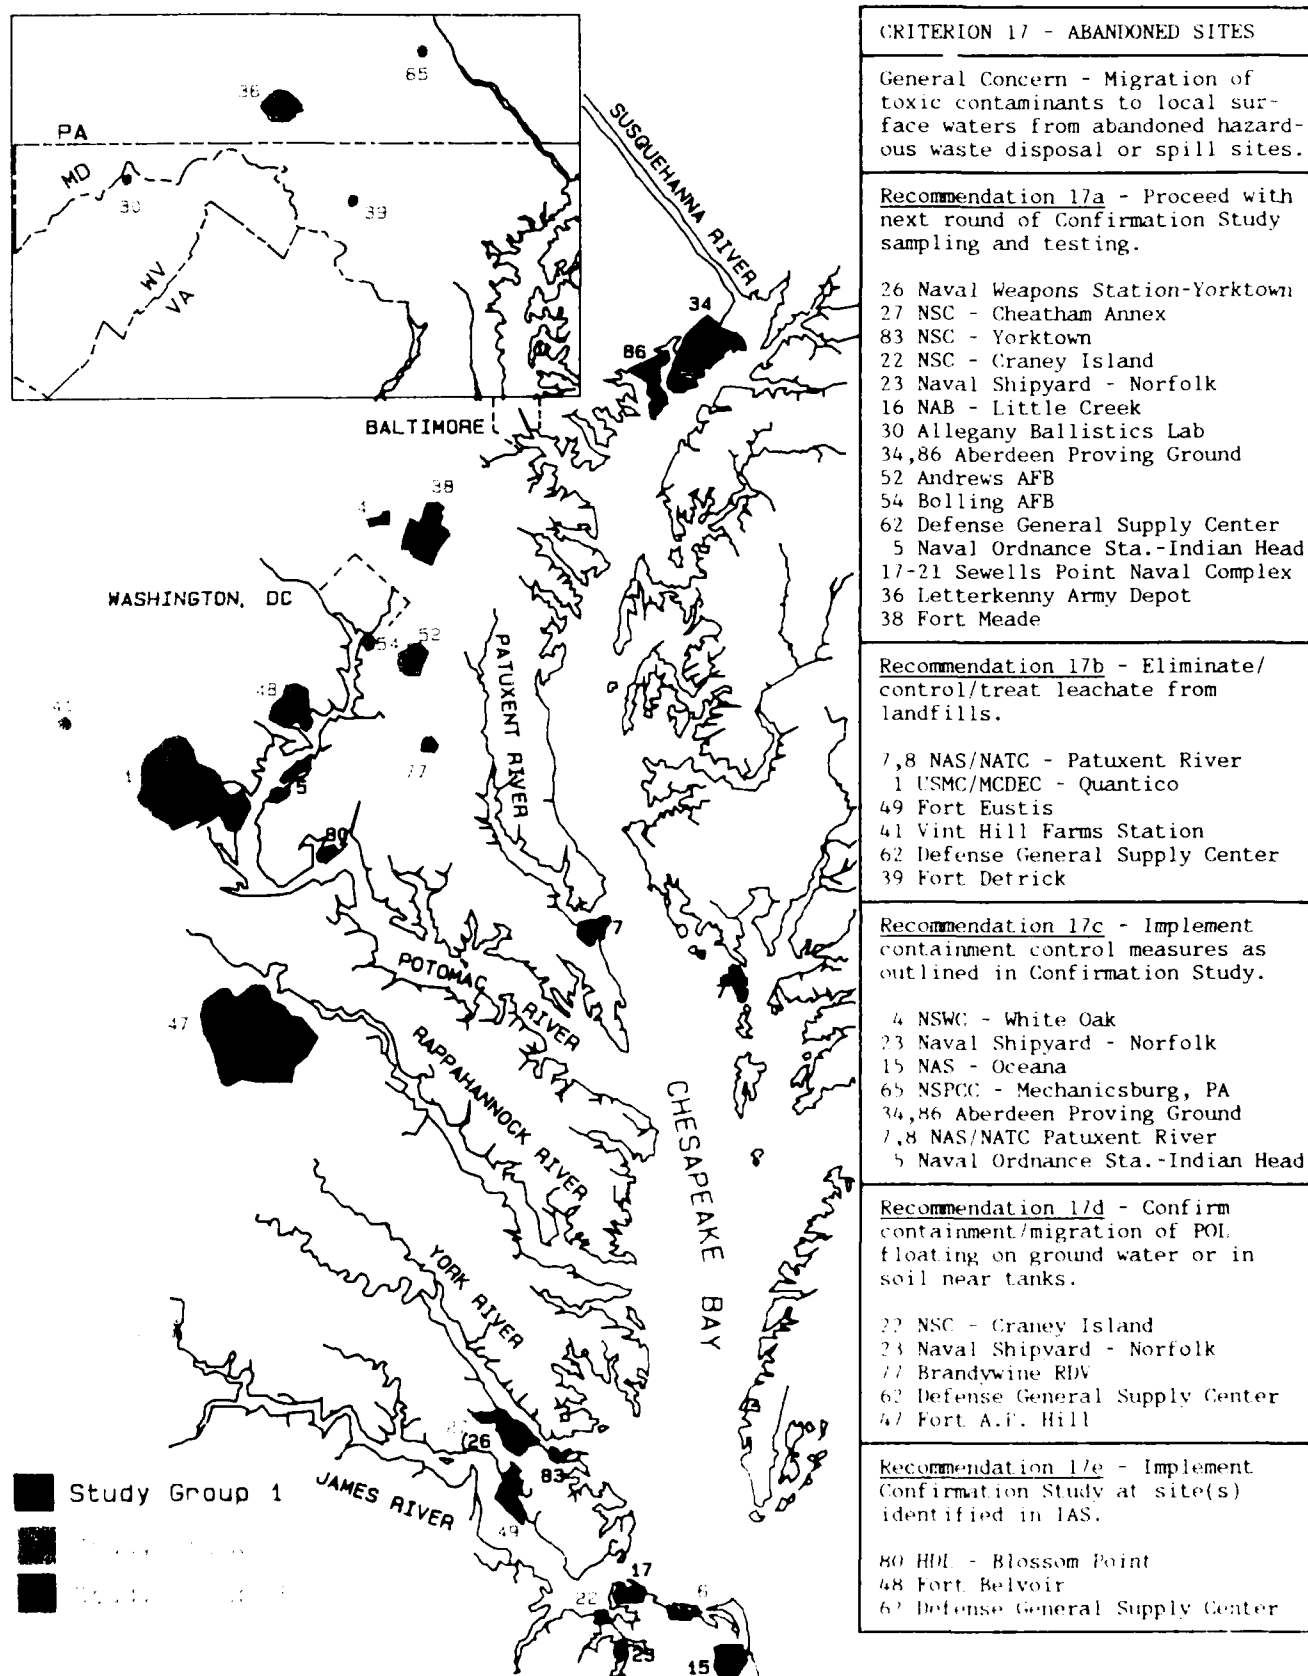 65
36
PA
MD
30
39
WV
VA
SUSQUEHANNA RIVER
34
86
BALTIMORE
38
4
WASHINGTON, DC
54
52
PATUXENT RIVER
48
41
1
5
77
80
7
POTOMAC RIVER
47
RAPPAHANNOCK RIVER
CHESAPEAKE BAY
YORK RIVER
26
83
JAMES RIVER
49
17
22
6
23
15
Study Group 1
CRITERION 17 - ABANDONED SITES
General Concern - Migration of
toxic contaminants to local sur-
face waters from abandoned hazard-
ous waste disposal or spill sites.
Recommendation 17a - Proceed with
next round of Confirmation Study
sampling and testing.
26 Naval Weapons Station-Yorktown
27 NSC - Cheatham Annex
83 NSC - Yorktown
22 NSC - Craney Island
23 Naval Shipyard - Norfolk
16 NAB - Little Creek
30 Allegany Ballistics Lab
34,86 Aberdeen Proving Ground
52 Andrews AFB
54 Bolling AFB
62 Defense General Supply Center
5 Naval Ordnance Sta.-Indian Head
17-21 Sewells Point Naval Complex
36 Letterkenny Army Depot
38 Fort Meade
Recommendation 17b - Eliminate/
control/treat leachate from
landfills.
7,8 NAS/NATC - Patuxent River
1 USMC/MCDEC - Quantico
49 Fort Eustis
41 Vint Hill Farms Station
62 Defense General Supply Center
39 Fort Detrick
Recommendation 17c - Implement
containment control measures as
outlined in Confirmation Study.
4 NSWC - White Oak
23 Naval Shipyard - Norfolk
15 NAS - Oceana
65 NSPCC - Mechanicsburg, PA
34,86 Aberdeen Proving Ground
7,8 NAS/NATC Patuxent River
5 Naval Ordnance Sta.-Indian Head
Recommendation 17d - Confirm
containment/migration of POL
floating on ground water or in
soil near tanks.
22 NSC - Craney Island
23 Naval Shipyard - Norfolk
77 Brandywine RDV
62 Defense General Supply Center
47 Fort A.P. Hill
Recommendation 17e - Implement
Confirmation Study at site(s)
identified in IAS.
80 HDL - Blossom Point
48 Fort Belvoir
62 Defense General Supply Center